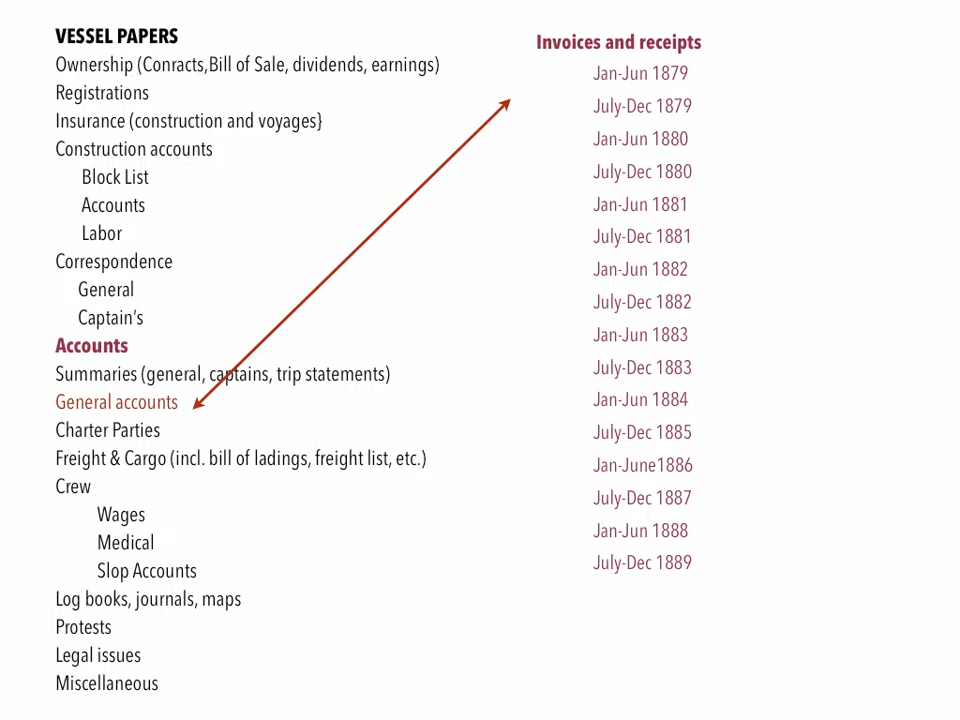 VESSEL PAPERS
Ownership (Conracts,Bill of Sale, dividends, earnings)
Registrations
Insurance (construction and voyages}
Construction accounts
Block List
Accounts
Labor
Correspondence
General
Captain's
Accounts
Summaries (general, captains, trip statements)
General accounts
Charter Parties
Freight & Cargo (incl. bill of ladings, freight list, etc.)
Crew
Wages
Medical
Slop Accounts
Log books, journals, maps
Protests
Legal issues
Miscellaneous
Invoices and receipts
Jan-Jun 1879
July-Dec 1879
Jan-Jun 1880
July-Dec 1880
Jan-Jun 1881
July-Dec 1881
Jan-Jun 1882
July-Dec 1882
Jan-Jun 1883
July-Dec 1883
Jan-Jun 1884
July-Dec 1885
Jan-June1886
July-Dec 1887
Jan-Jun 1888
July-Dec 1889